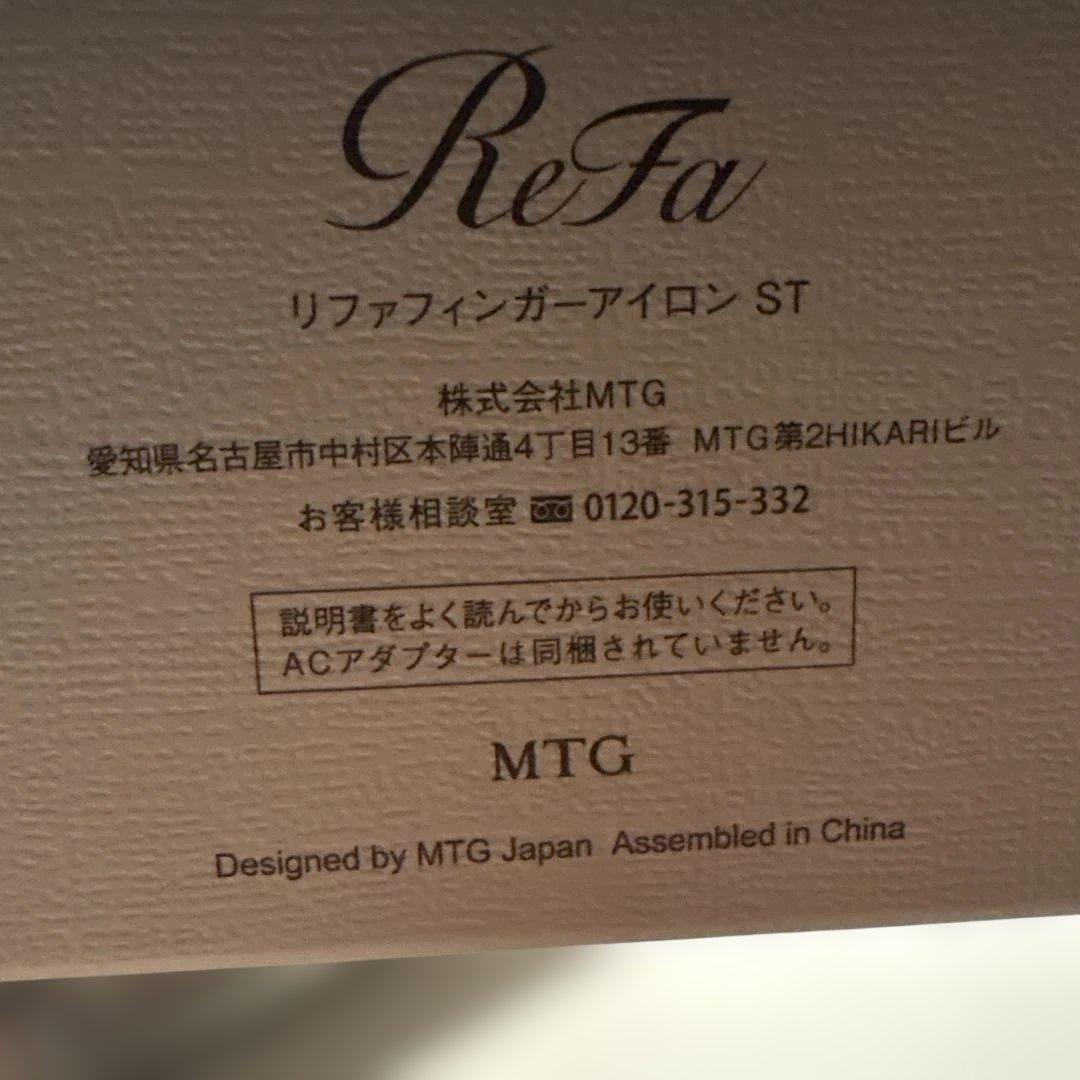 ReFa
リファフィンガーアイロン ST
株式会社MTG
愛知県名古屋市中村区本陣通4丁目13番 MTG第2HIKARIビル
お客様相談室 0120-315-332
説明書をよく読んでからお使いください。
ACアダプターは同梱されていません。
MTG
Designed by MTG Japan Assembled in China